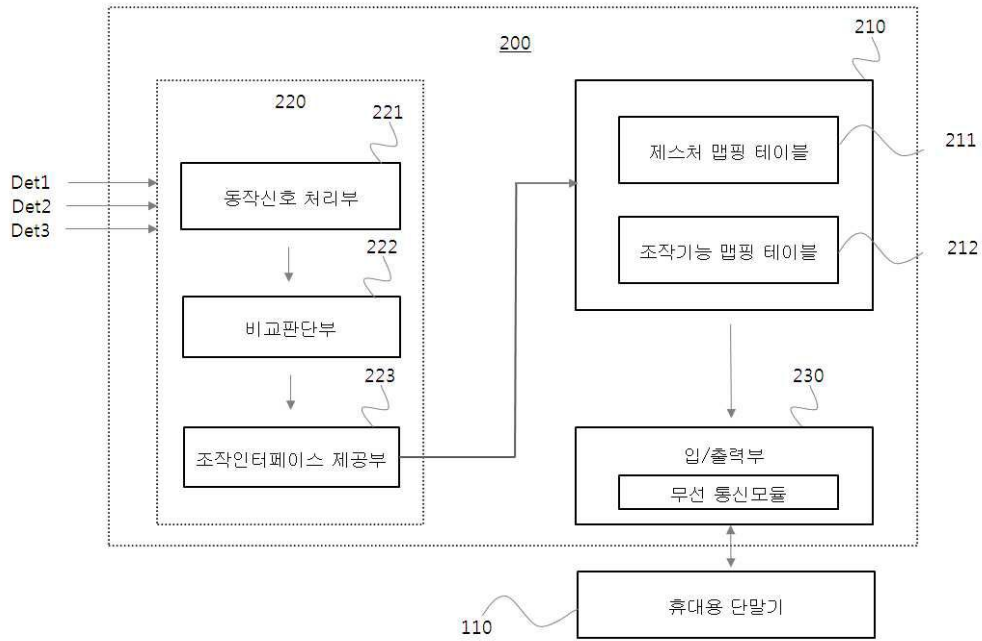 200
210
220
221
제스처 맵핑 테이블
211
Det1
Det2
Det3
동작신호 처리부
222
조작기능 맵핑 테이블
212
비교판단부
223
230
조작인터페이스 제공부
입/출력부
무선 통신모듈
휴대용 단말기
110